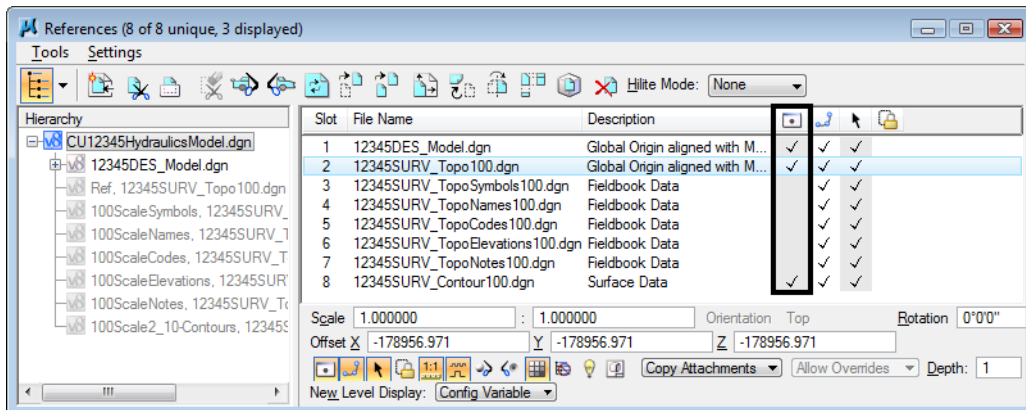 References (8 of 8 unique, 3 displayed)
Tools Settings
Hilite Mode: None
Hierarchy
CU12345HydraulicsModel.dgn
12345DES_Model.dgn
Ref, 12345SURV_Topo100.dgn
100ScaleSymbols, 12345SURV_
100ScaleNames, 12345SURV_T
100ScaleCodes, 12345SURV_T
100ScaleElevations, 12345SUR
100ScaleNotes, 12345SURV_To
100Scale2_10-Contours, 12345S
Slot File Name Description
1 12345DES_Model.dgn Global Origin aligned with M...
2 12345SURV_Topo100.dgn Global Origin aligned with M...
3 12345SURV_TopoSymbols100.dgn Fieldbook Data
4 12345SURV_TopoNames100.dgn Fieldbook Data
5 12345SURV_TopoCodes100.dgn Fieldbook Data
6 12345SURV_TopoElevations100.dgn Fieldbook Data
7 12345SURV_TopoNotes100.dgn Fieldbook Data
8 12345SURV_Contour100.dgn Surface Data
Scale 1.000000 : 1.000000 Orientation Top Rotation 0°0'0"
Offset X -178956.971 Y -178956.971 Z -178956.971
1:1 Copy Attachments Allow Overrides Depth: 1
New Level Display: Config Variable